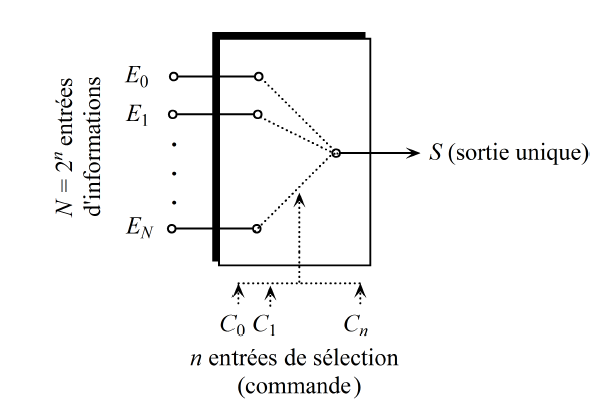 N = 2ⁿ entrées
d'informations
E₀
E₁
E_N
S (sortie unique)
C₀ C₁ Cₙ
n entrées de sélection
(commande)